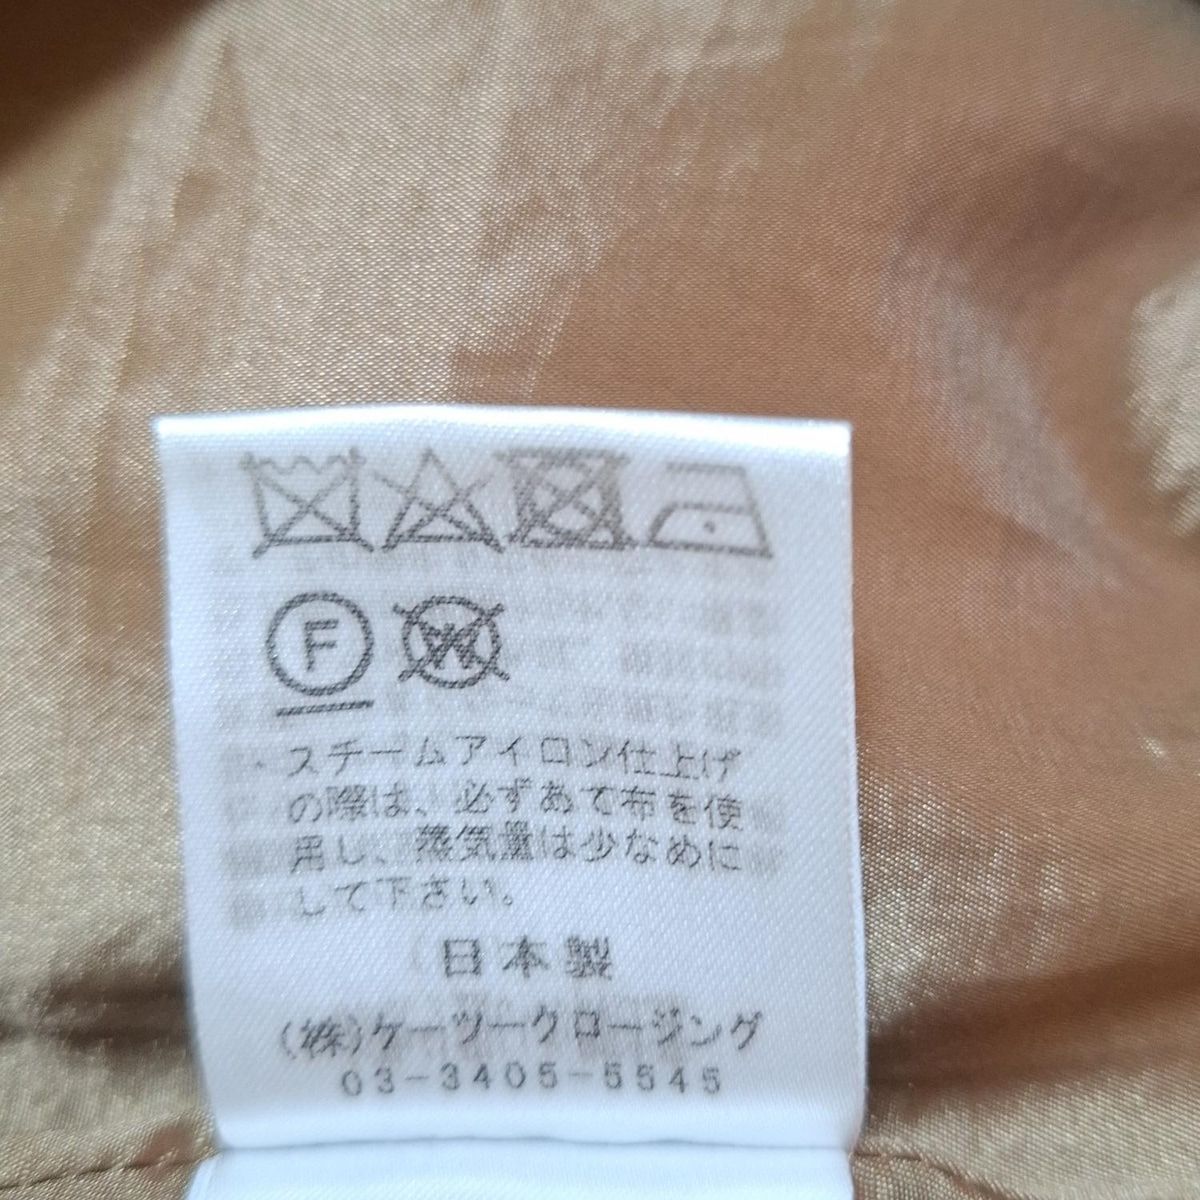 F
W
・スチームアイロン仕上げ
の際は、必ずあて布を使
用し、蒸気量は少なめに
して下さい。
日本製
(株)ケーツークロージング
03-3405-5545